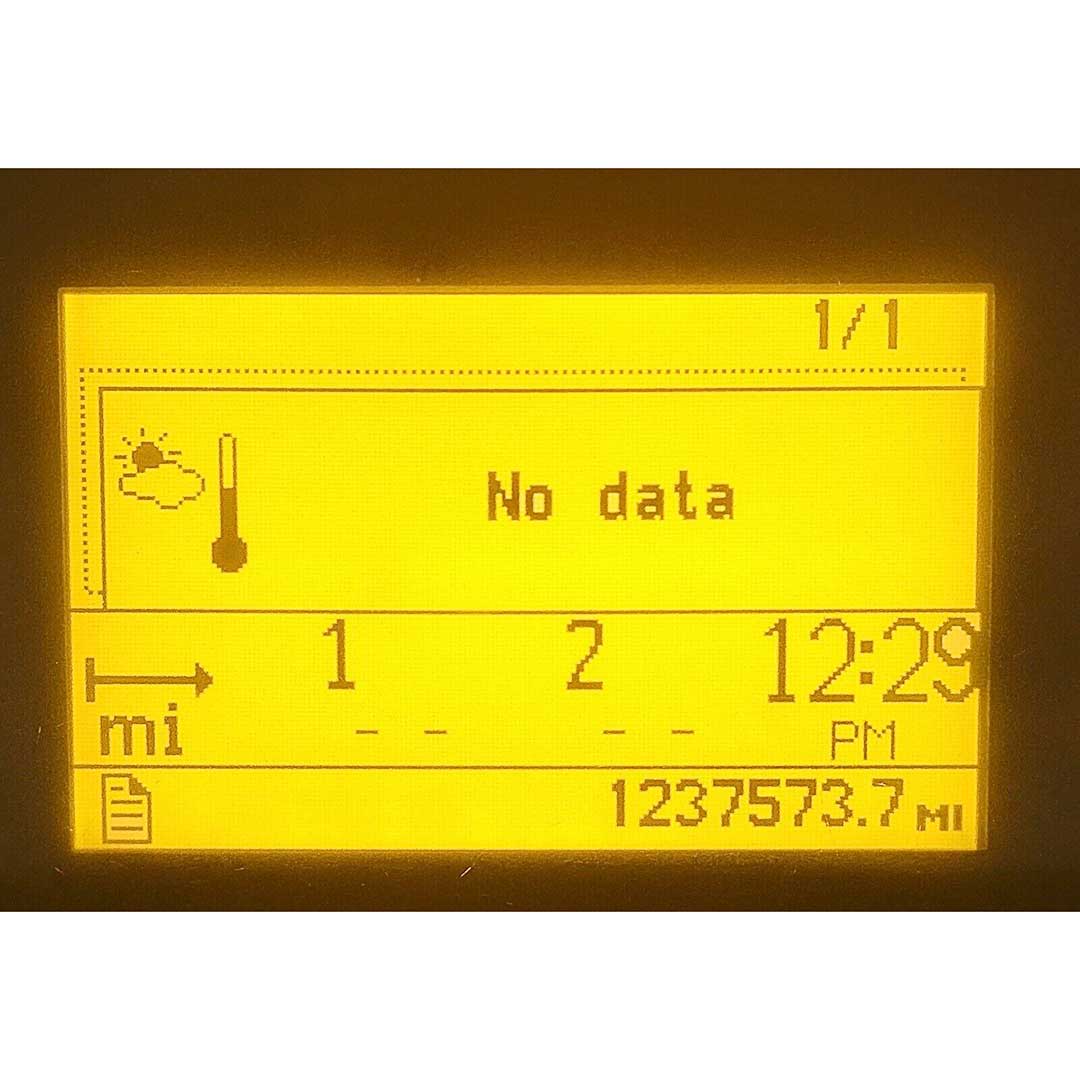 1/1
No data
1 2 12:29
mi -- -- PM
1237573.7 MI